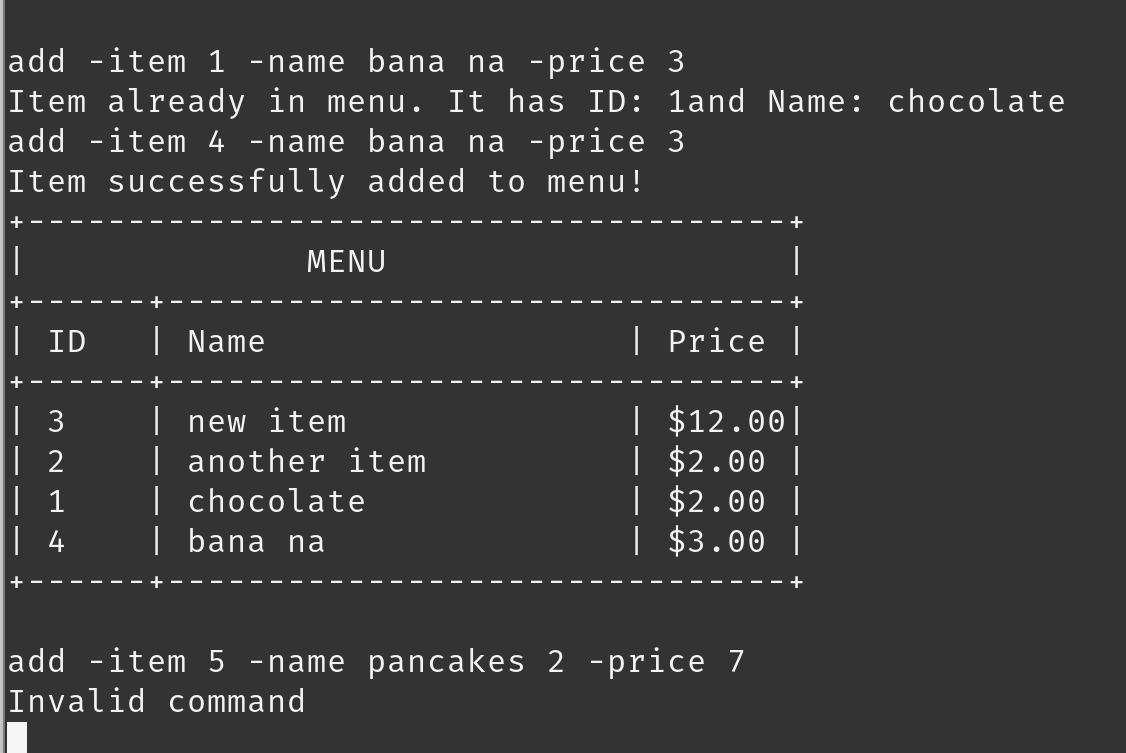 add -item 1 -name bana na -price 3
Item already in menu. It has ID: 1and Name: chocolate
add -item 4 -name bana na -price 3
Item successfully added to menu!
+--------------------------------------+
|              MENU                    |
+------+-------------------------------+
| ID   | Name                  | Price |
+------+-------------------------------+
| 3    | new item              | $12.00|
| 2    | another item          | $2.00 |
| 1    | chocolate             | $2.00 |
| 4    | bana na               | $3.00 |
+------+-------------------------------+
add -item 5 -name pancakes 2 -price 7
Invalid command